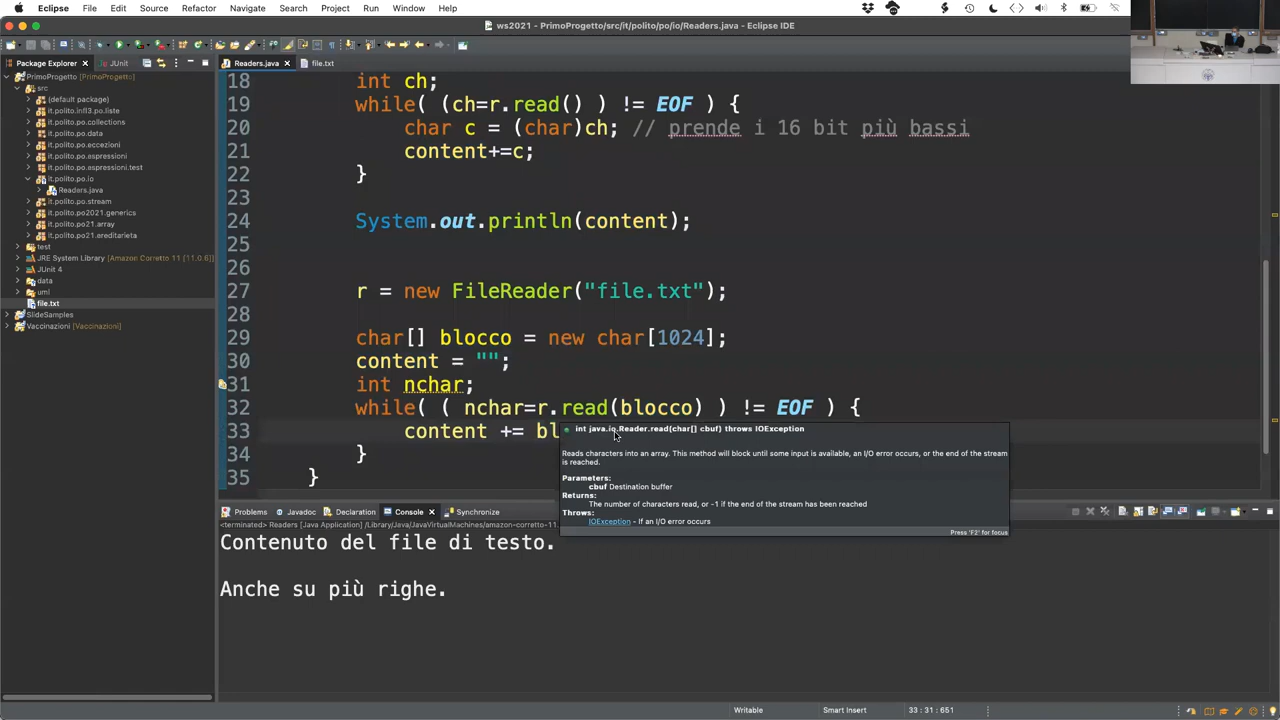 Eclipse File Edit Source Refactor Navigate Search Project Run Window Help
ws2021 - PrimoProgetto/src/it/polito/po/io/Readers.java - Eclipse IDE
Package Explorer JUnit
PrimoProgetto [PrimoProgetto]
src
(default package)
it.polito.inf13.po.liste
it.polito.po.collections
it.polito.po.data
it.polito.po.eccezioni
it.polito.po.espressioni
it.polito.po.espressioni.test
it.polito.po.io
Readers.java
it.polito.po.stream
it.polito.po2021.generics
it.polito.po21.array
it.polito.po21.ereditarieta
test
JRE System Library [Amazon Corretto 11 [11.0.6]]
JUnit 4
data
uml
file.txt
SlideSamples
Vaccinazioni [Vaccinazioni]
Readers.java file.txt
18 int ch;
19 while( (ch=r.read() ) != EOF ) {
20 char c = (char)ch; // prende i 16 bit più bassi
21 content+=c;
22 }
23
24 System.out.println(content);
25
26
27 r = new FileReader("file.txt");
28
29 char[] blocco = new char[1024];
30 content = "";
31 int nchar;
32 while( ( nchar=r.read(blocco) ) != EOF ) {
33 content += bl
34 }
35 }
int java.io.Reader.read(char[] cbuf) throws IOException
Reads characters into an array. This method will block until some input is available, an I/O error occurs, or the end of the stream
is reached.
Parameters:
cbuf Destination buffer
Returns:
The number of characters read, or -1 if the end of the stream has been reached
Throws:
IOException - If an I/O error occurs
Press 'F2' for focus
Problems Javadoc Declaration Console Synchronize
<terminated> Readers [Java Application] /Library/Java/JavaVirtualMachines/amazon-corretto-11.
Contenuto del file di testo.
Anche su più righe.
Writable Smart Insert 33 : 31 : 651